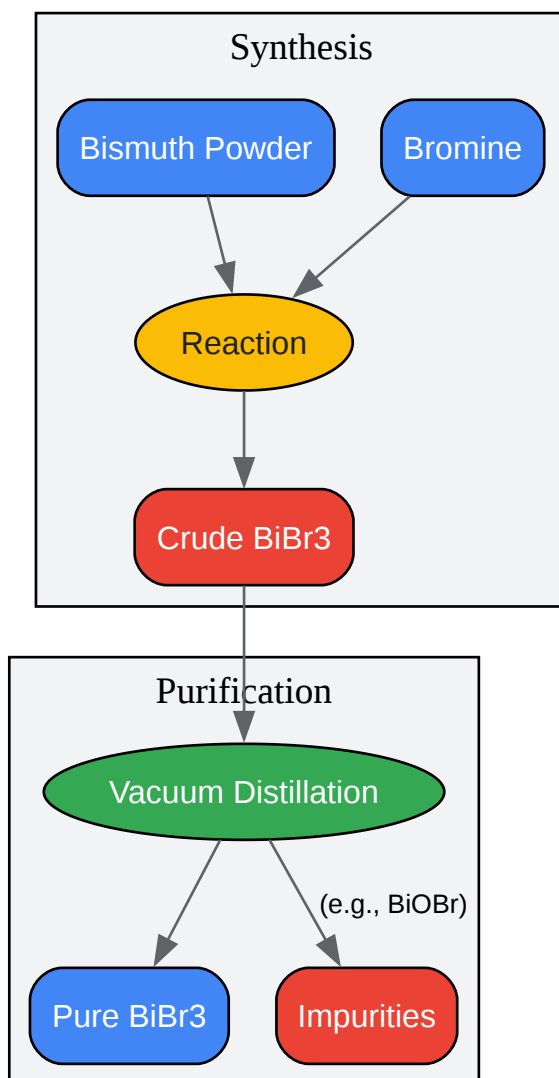 Synthesis
Bismuth Powder
Bromine
Reaction
Crude BiBr3
Purification
Vacuum Distillation
(e.g., BiOBr)
Pure BiBr3
Impurities